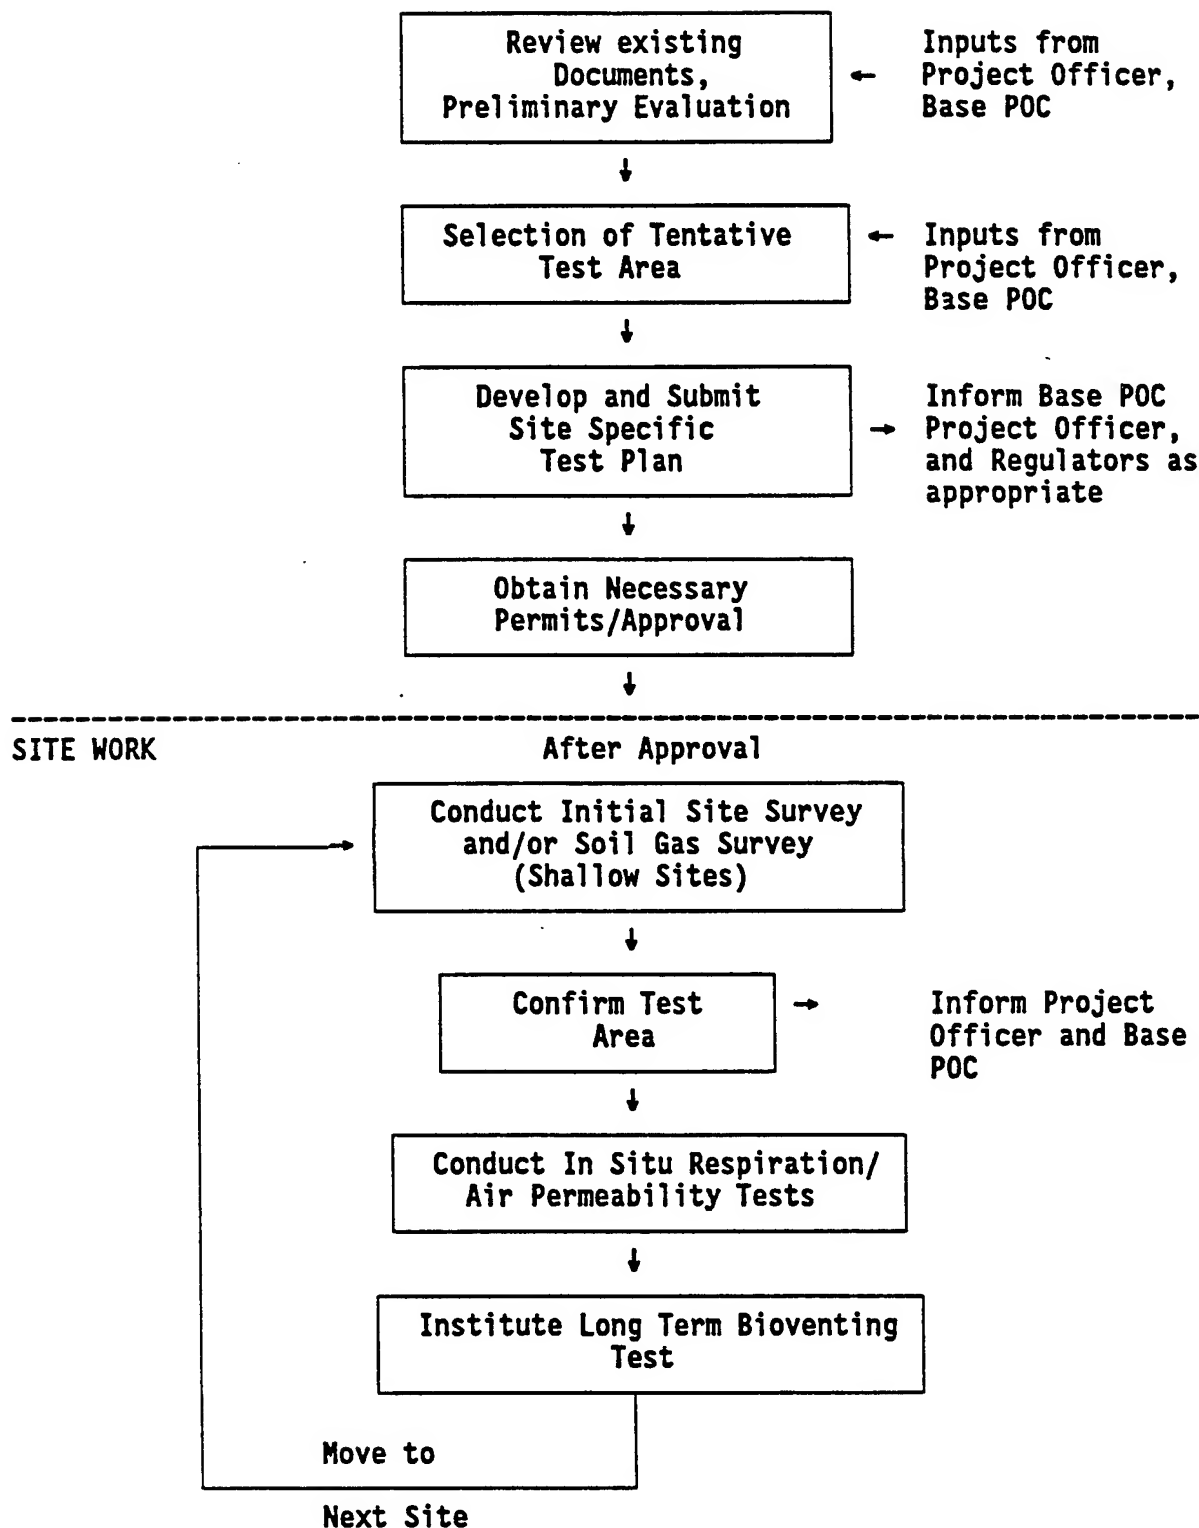 Review existing
Documents,
Preliminary Evaluation
Inputs from
Project Officer,
Base POC
Selection of Tentative
Test Area
Inputs from
Project Officer,
Base POC
Develop and Submit
Site Specific
Test Plan
Inform Base POC
Project Officer,
and Regulators as
appropriate
Obtain Necessary
Permits/Approval
SITE WORK
After Approval
Conduct Initial Site Survey
and/or Soil Gas Survey
(Shallow Sites)
Confirm Test
Area
Inform Project
Officer and Base
POC
Conduct In Situ Respiration/
Air Permeability Tests
Institute Long Term Bioventing
Test
Move to
Next Site